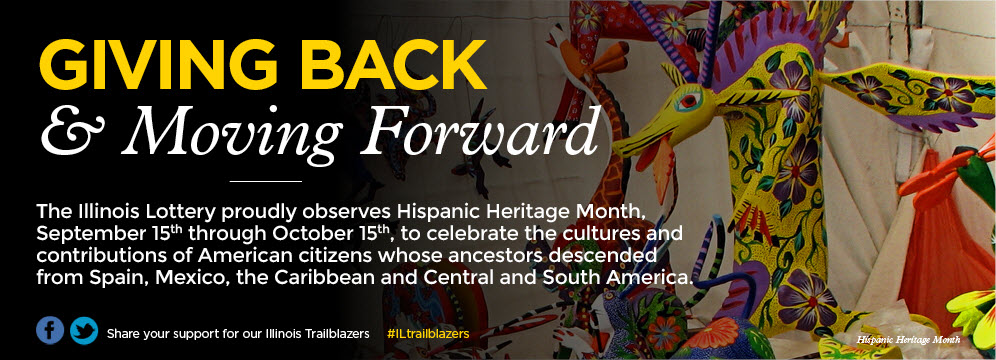 GIVING BACK
& Moving Forward
The Illinois Lottery proudly observes Hispanic Heritage Month,
September 15th through October 15th, to celebrate the cultures and
contributions of American citizens whose ancestors descended
from Spain, Mexico, the Caribbean and Central and South America.
Share your support for our Illinois Trailblazers #ILtrailblazers
Hispanic Heritage Month